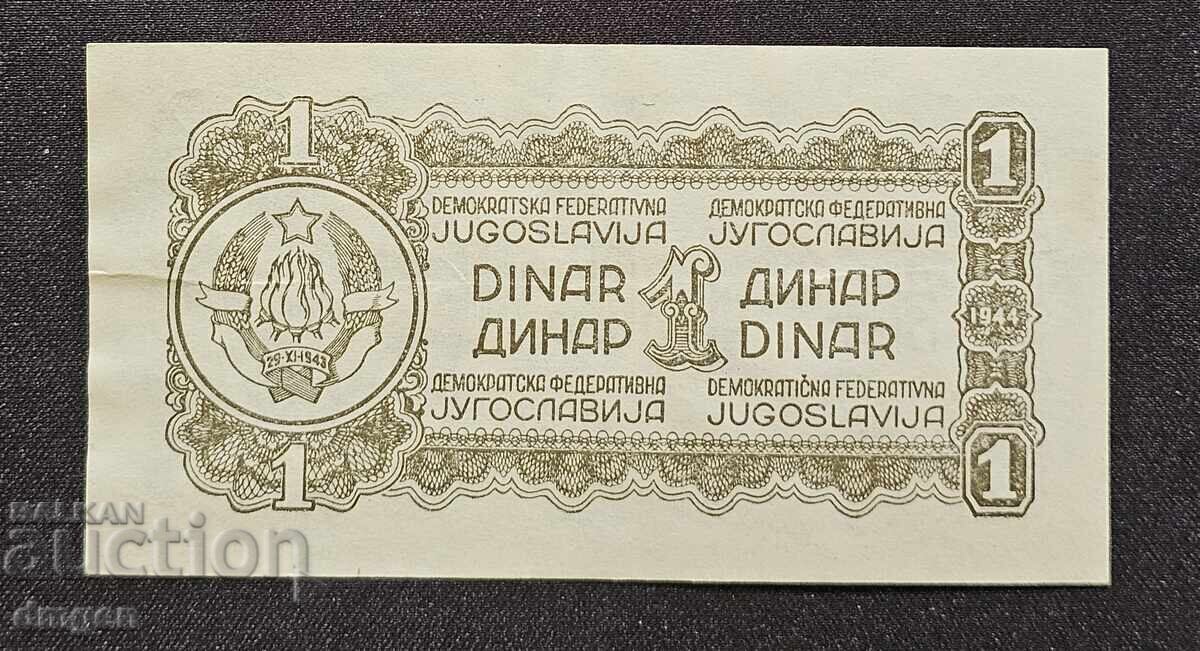 1
1
DEMOKRATSKA FEDERATIVNA
JUGOSLAVIJA
ДЕМОКРАТСКА ФЕДЕРАТИВНА
ЈУГОСЛАВИЈА
DINAR 1 ДИНАР
ДИНАР DINAR
1944
29·XI·1943
ДЕМОКРАТСКА ФЕДЕРАТИВНА
ЈУГОСЛАВИЈА
DEMOKRATIČNA FEDERATIVNA
JUGOSLAVIJA
1
1
BALKAN
auction
dmgen